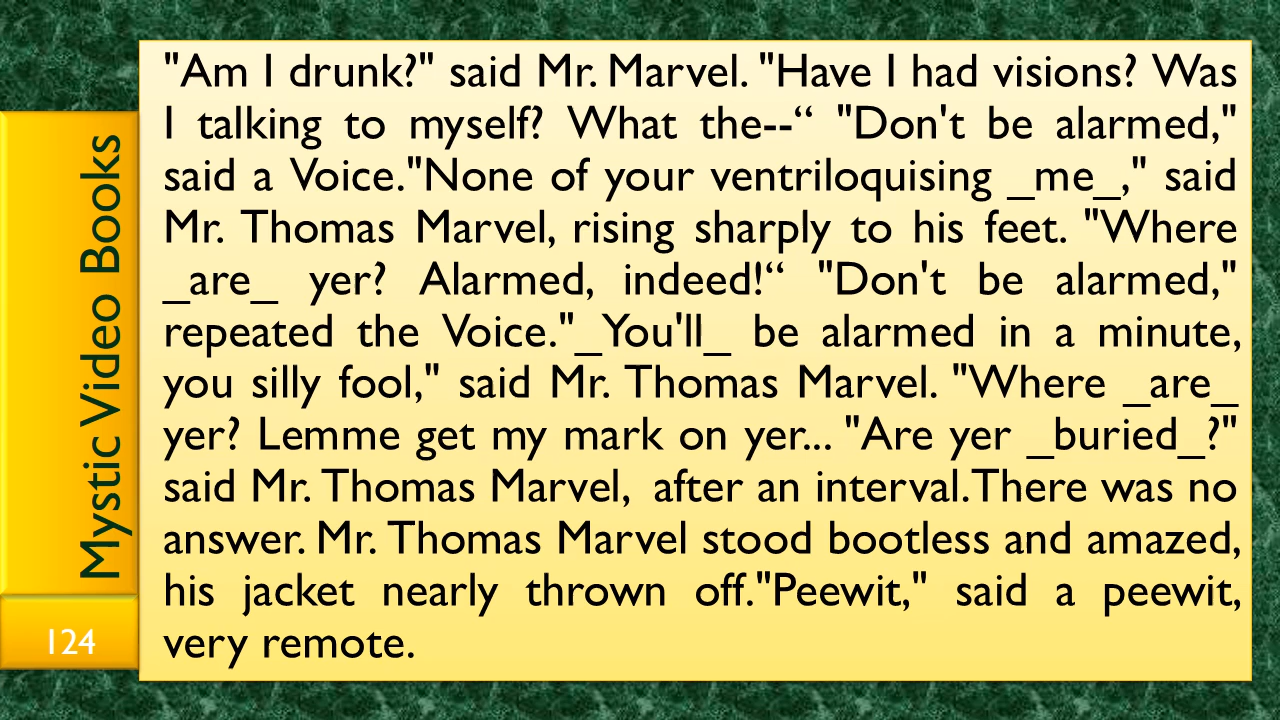 "Am I drunk?" said Mr. Marvel. "Have I had visions? Was
I talking to myself? What the--“ "Don't be alarmed,"
said a Voice."None of your ventriloquising _me_," said
Mr. Thomas Marvel, rising sharply to his feet. "Where
_are_ yer? Alarmed, indeed!“ "Don't be alarmed,"
repeated the Voice."_You'll_ be alarmed in a minute,
you silly fool," said Mr. Thomas Marvel. "Where _are_
yer? Lemme get my mark on yer... "Are yer _buried_?"
said Mr. Thomas Marvel, after an interval.There was no
answer. Mr. Thomas Marvel stood bootless and amazed,
his jacket nearly thrown off."Peewit," said a peewit,
very remote.
Mystic Video Books
124